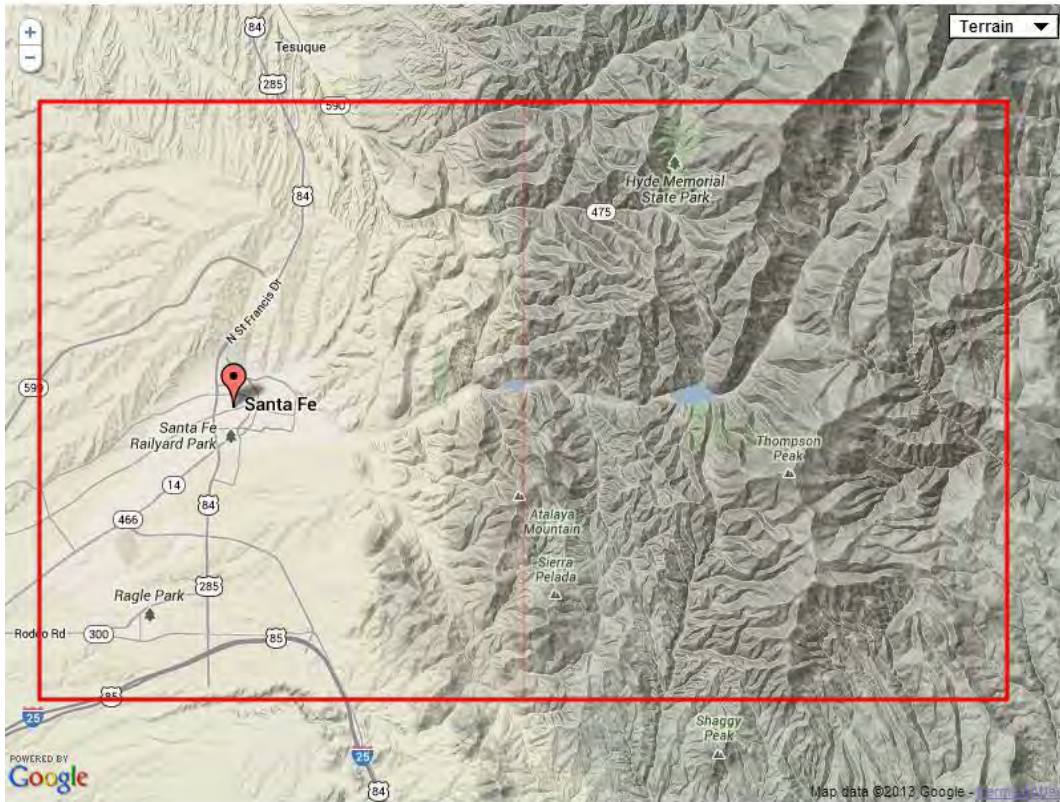 +
84
Terrain
Tesuque
−
285
590
Hyde Memorial
State Park
84
475
N St Francis Dr
599
Santa Fe
Santa Fe
Railyard Park
Thompson
Peak
14
84
466
Atalaya
Mountain
Sierra
Pelada
285
Ragle Park
Rodeo Rd
300
85
85
25
Shaggy
Peak
25
POWERED BY
Google
84
Map data ©2013 Google -